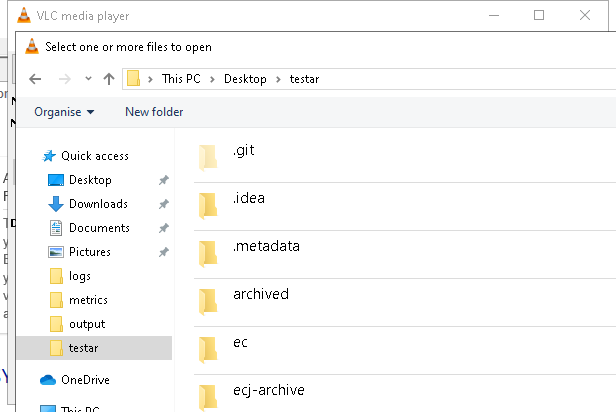 VLC media player
Select one or more files to open
This PC > Desktop > testar
Organise New folder
Quick access
Desktop
Downloads
Documents
Pictures
logs
metrics
output
testar
OneDrive
This PC
.git
.idea
.metadata
archived
ec
ecj-archive